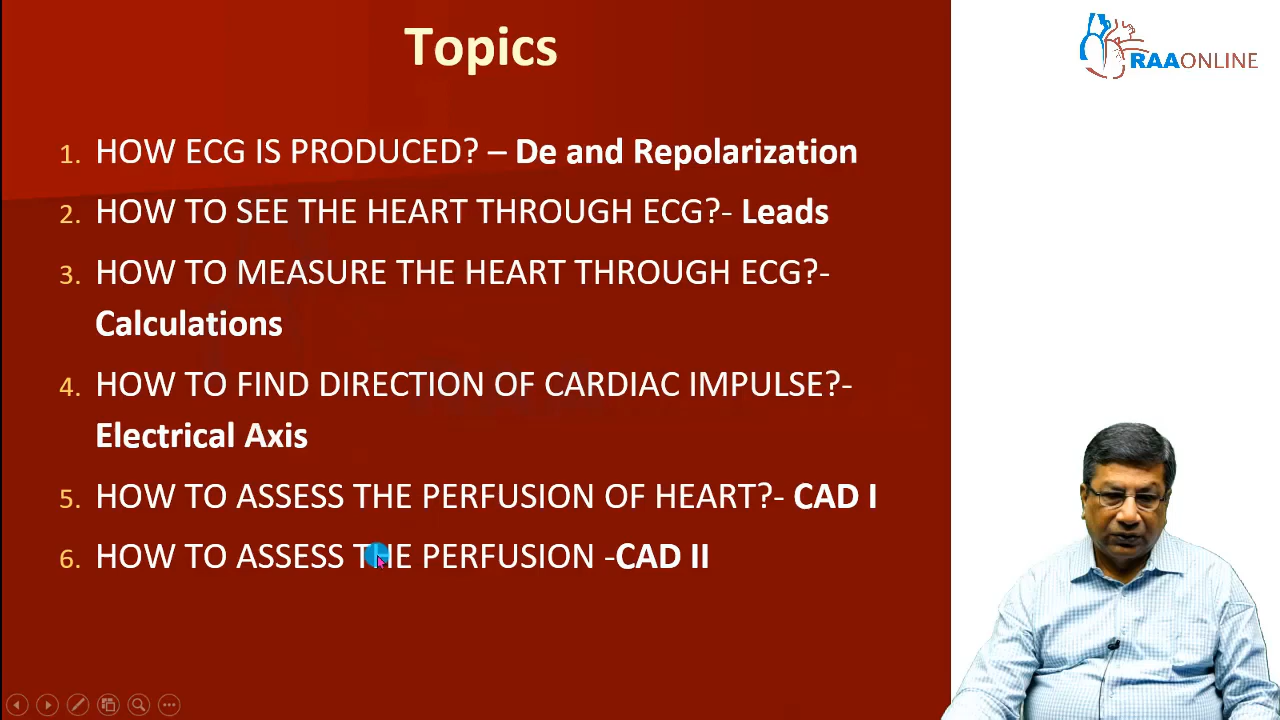 Topics
RAAONLINE
1. HOW ECG IS PRODUCED? – De and Repolarization
2. HOW TO SEE THE HEART THROUGH ECG?- Leads
3. HOW TO MEASURE THE HEART THROUGH ECG?-
Calculations
4. HOW TO FIND DIRECTION OF CARDIAC IMPULSE?-
Electrical Axis
5. HOW TO ASSESS THE PERFUSION OF HEART?- CAD I
6. HOW TO ASSESS THE PERFUSION -CAD II